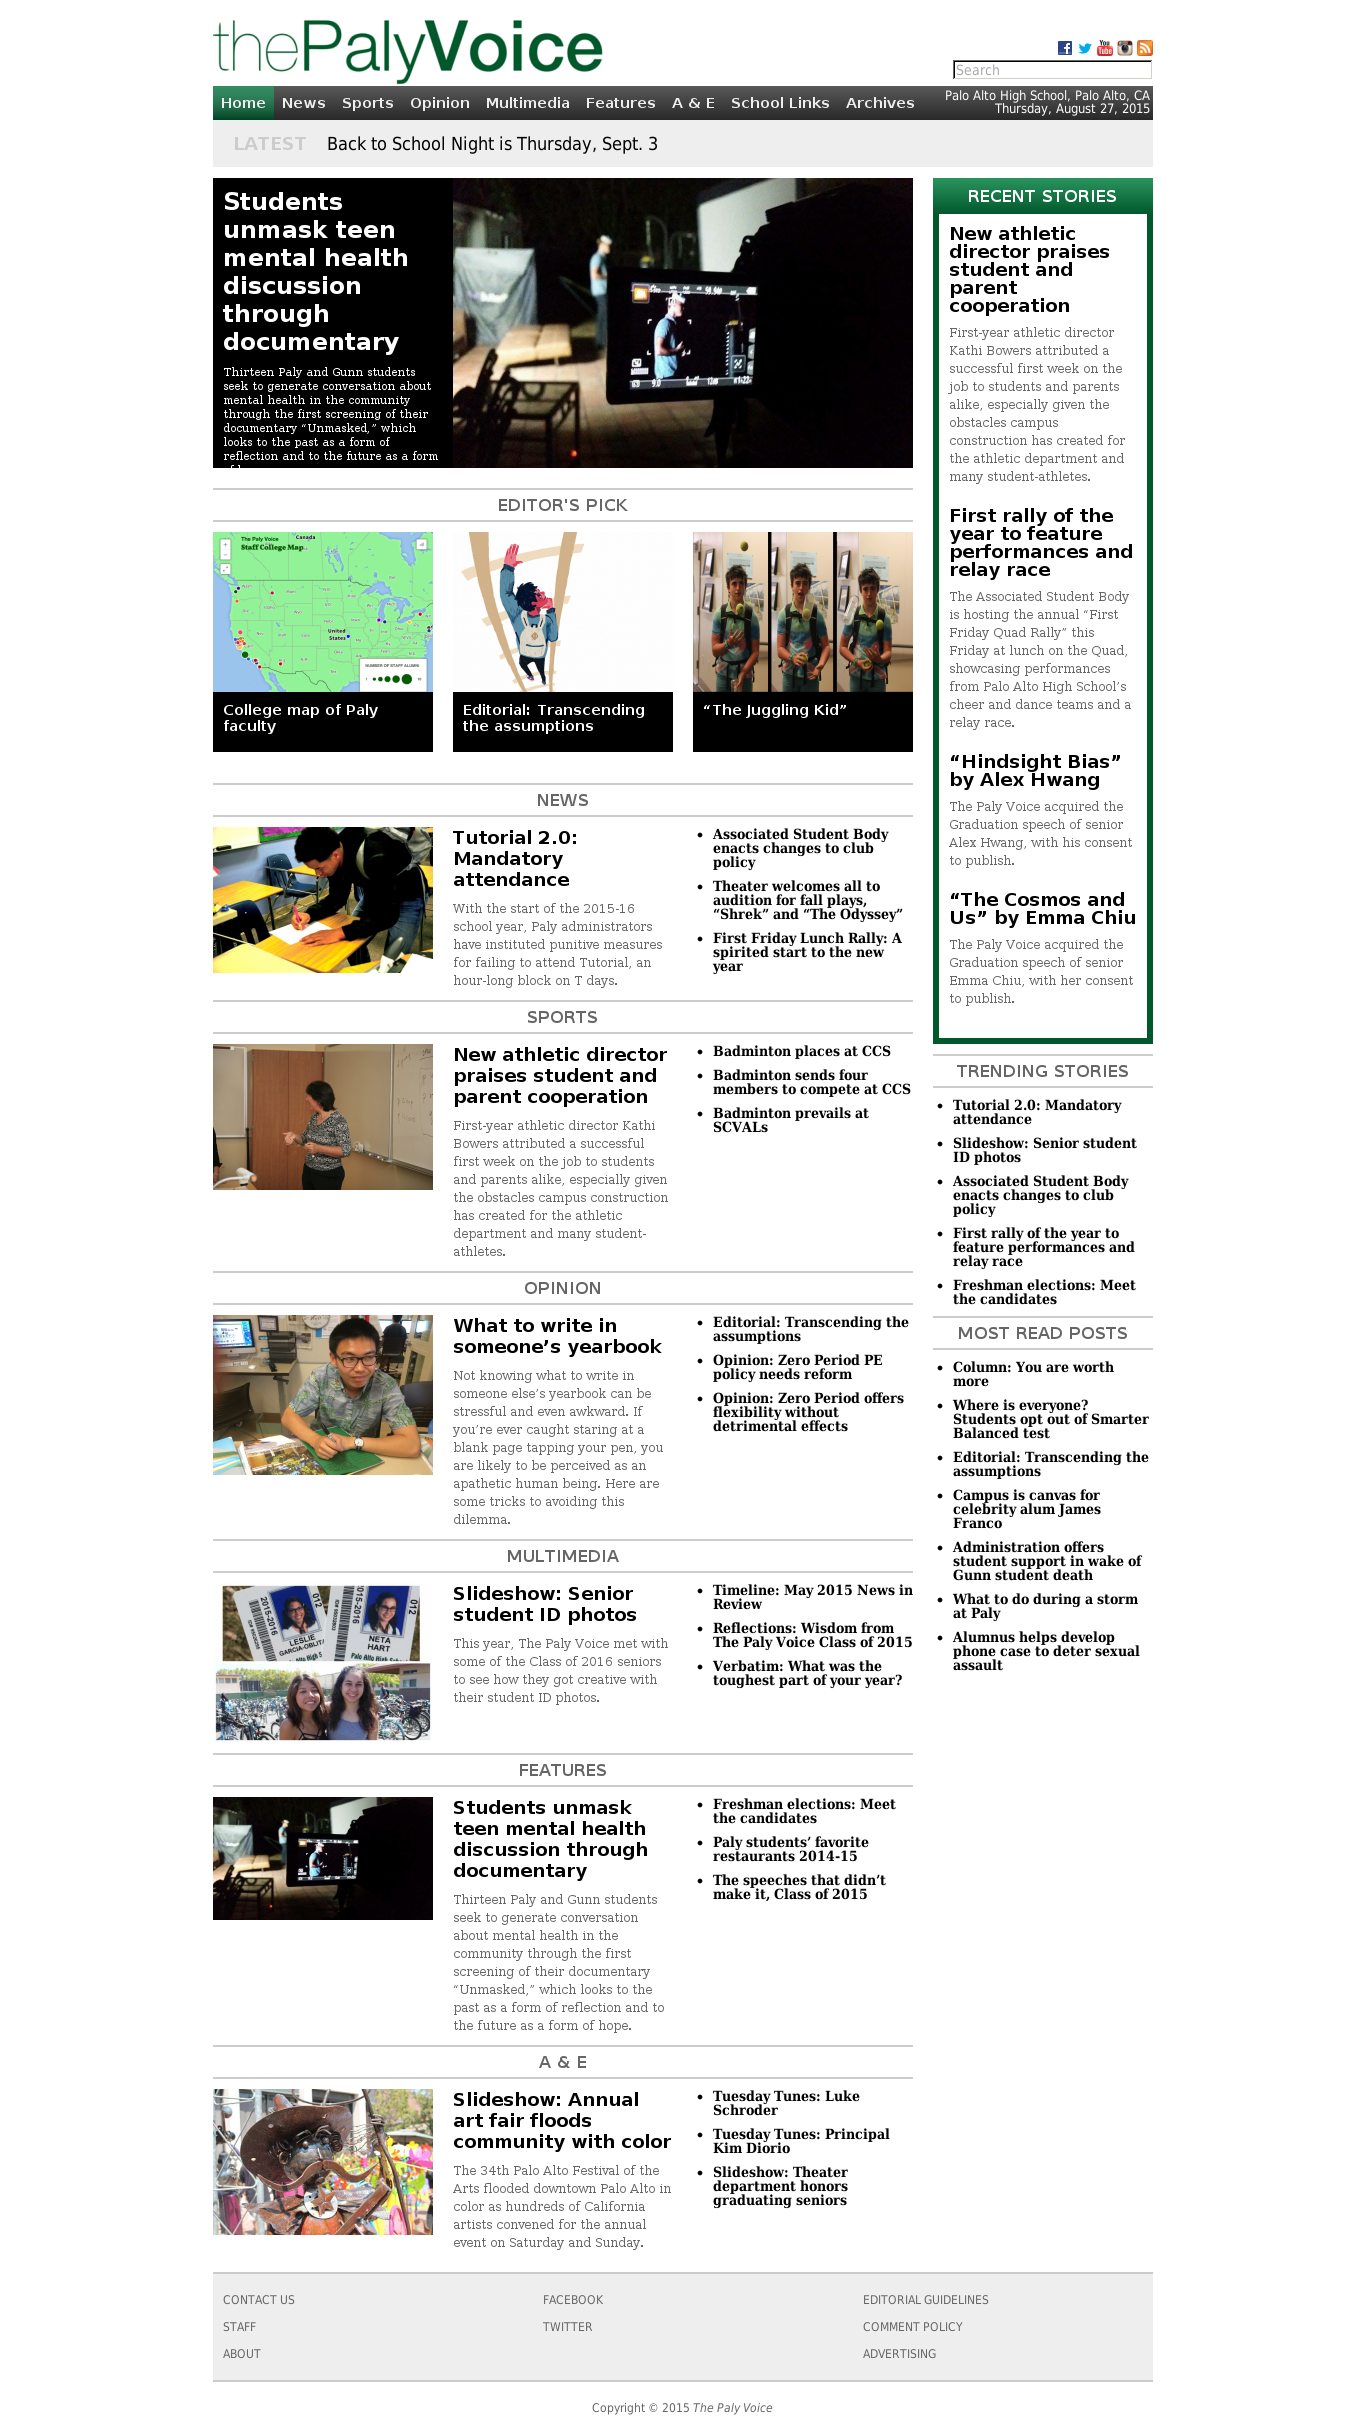 thePalyVoice
Search
Home News Sports Opinion Multimedia Features A & E School Links Archives
Palo Alto High School, Palo Alto, CA
Thursday, August 27, 2015
LATEST Back to School Night is Thursday, Sept. 3
Students
unmask teen
mental health
discussion
through
documentary
Thirteen Paly and Gunn students
seek to generate conversation about
mental health in the community
through the first screening of their
documentary “Unmasked,” which
looks to the past as a form of
reflection and to the future as a form
EDITOR'S PICK
The Paly Voice
Staff College Map
Canada
United
States
NUMBER OF STAFF ALUMNI
College map of Paly
faculty
Editorial: Transcending
the assumptions
“The Juggling Kid”
NEWS
Tutorial 2.0:
Mandatory
attendance
With the start of the 2015-16
school year, Paly administrators
have instituted punitive measures
for failing to attend Tutorial, an
hour-long block on T days.
• Associated Student Body
enacts changes to club
policy
• Theater welcomes all to
audition for fall plays,
“Shrek” and “The Odyssey”
• First Friday Lunch Rally: A
spirited start to the new
year
SPORTS
New athletic director
praises student and
parent cooperation
First-year athletic director Kathi
Bowers attributed a successful
first week on the job to students
and parents alike, especially given
the obstacles campus construction
has created for the athletic
department and many student-
athletes.
• Badminton places at CCS
• Badminton sends four
members to compete at CCS
• Badminton prevails at
SCVALs
OPINION
What to write in
someone’s yearbook
Not knowing what to write in
someone else’s yearbook can be
stressful and even awkward. If
you’re ever caught staring at a
blank page tapping your pen, you
are likely to be perceived as an
apathetic human being. Here are
some tricks to avoiding this
dilemma.
• Editorial: Transcending the
assumptions
• Opinion: Zero Period PE
policy needs reform
• Opinion: Zero Period offers
flexibility without
detrimental effects
MULTIMEDIA
2015-2016
LESLIE
GARCIA-OBLIT
012
2015-2016
NETA
HART
012
Slideshow: Senior
student ID photos
This year, The Paly Voice met with
some of the Class of 2016 seniors
to see how they got creative with
their student ID photos.
• Timeline: May 2015 News in
Review
• Reflections: Wisdom from
The Paly Voice Class of 2015
• Verbatim: What was the
toughest part of your year?
FEATURES
Students unmask
teen mental health
discussion through
documentary
Thirteen Paly and Gunn students
seek to generate conversation
about mental health in the
community through the first
screening of their documentary
“Unmasked,” which looks to the
past as a form of reflection and to
the future as a form of hope.
• Freshman elections: Meet
the candidates
• Paly students’ favorite
restaurants 2014-15
• The speeches that didn’t
make it, Class of 2015
A & E
Slideshow: Annual
art fair floods
community with color
The 34th Palo Alto Festival of the
Arts flooded downtown Palo Alto in
color as hundreds of California
artists convened for the annual
event on Saturday and Sunday.
• Tuesday Tunes: Luke
Schroder
• Tuesday Tunes: Principal
Kim Diorio
• Slideshow: Theater
department honors
graduating seniors
RECENT STORIES
New athletic
director praises
student and
parent
cooperation
First-year athletic director
Kathi Bowers attributed a
successful first week on the
job to students and parents
alike, especially given the
obstacles campus
construction has created for
the athletic department and
many student-athletes.
First rally of the
year to feature
performances and
relay race
The Associated Student Body
is hosting the annual “First
Friday Quad Rally” this
Friday at lunch on the Quad,
showcasing performances
from Palo Alto High School’s
cheer and dance teams and a
relay race.
“Hindsight Bias”
by Alex Hwang
The Paly Voice acquired the
Graduation speech of senior
Alex Hwang, with his consent
to publish.
“The Cosmos and
Us” by Emma Chiu
The Paly Voice acquired the
Graduation speech of senior
Emma Chiu, with her consent
to publish.
TRENDING STORIES
• Tutorial 2.0: Mandatory
attendance
• Slideshow: Senior student
ID photos
• Associated Student Body
enacts changes to club
policy
• First rally of the year to
feature performances and
relay race
• Freshman elections: Meet
the candidates
MOST READ POSTS
• Column: You are worth
more
• Where is everyone?
Students opt out of Smarter
Balanced test
• Editorial: Transcending the
assumptions
• Campus is canvas for
celebrity alum James
Franco
• Administration offers
student support in wake of
Gunn student death
• What to do during a storm
at Paly
• Alumnus helps develop
phone case to deter sexual
assault
CONTACT US
STAFF
ABOUT
FACEBOOK
TWITTER
EDITORIAL GUIDELINES
COMMENT POLICY
ADVERTISING
Copyright © 2015 The Paly Voice